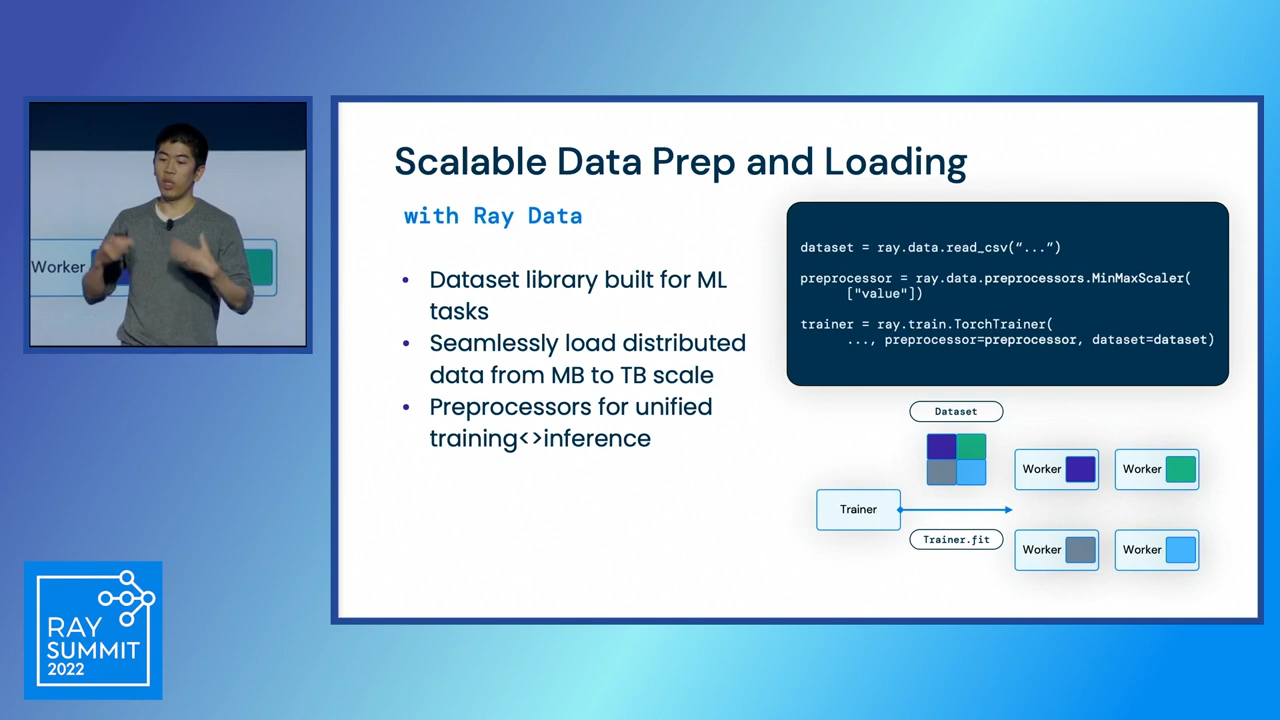 Scalable Data Prep and Loading
with Ray Data
• Dataset library built for ML
tasks
• Seamlessly load distributed
data from MB to TB scale
• Preprocessors for unified
training<>inference
dataset = ray.data.read_csv(“...”)
preprocessor = ray.data.preprocessors.MinMaxScaler(
["value"])
trainer = ray.train.TorchTrainer(
..., preprocessor=preprocessor, dataset=dataset)
Dataset
Trainer
Trainer.fit
Worker
Worker
Worker
Worker
Worker
RAY
SUMMIT
2022